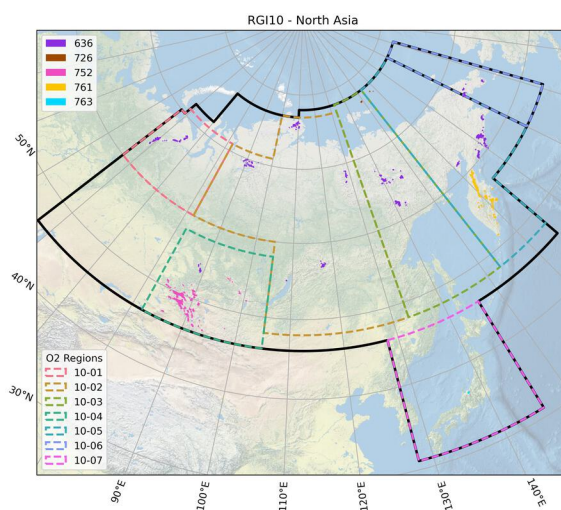 RGI10 - North Asia
636
726
752
761
763
50°N
40°N
30°N
O2 Regions
10-01
10-02
10-03
10-04
10-05
10-06
10-07
90°E
100°E
110°E
120°E
130°E
140°E